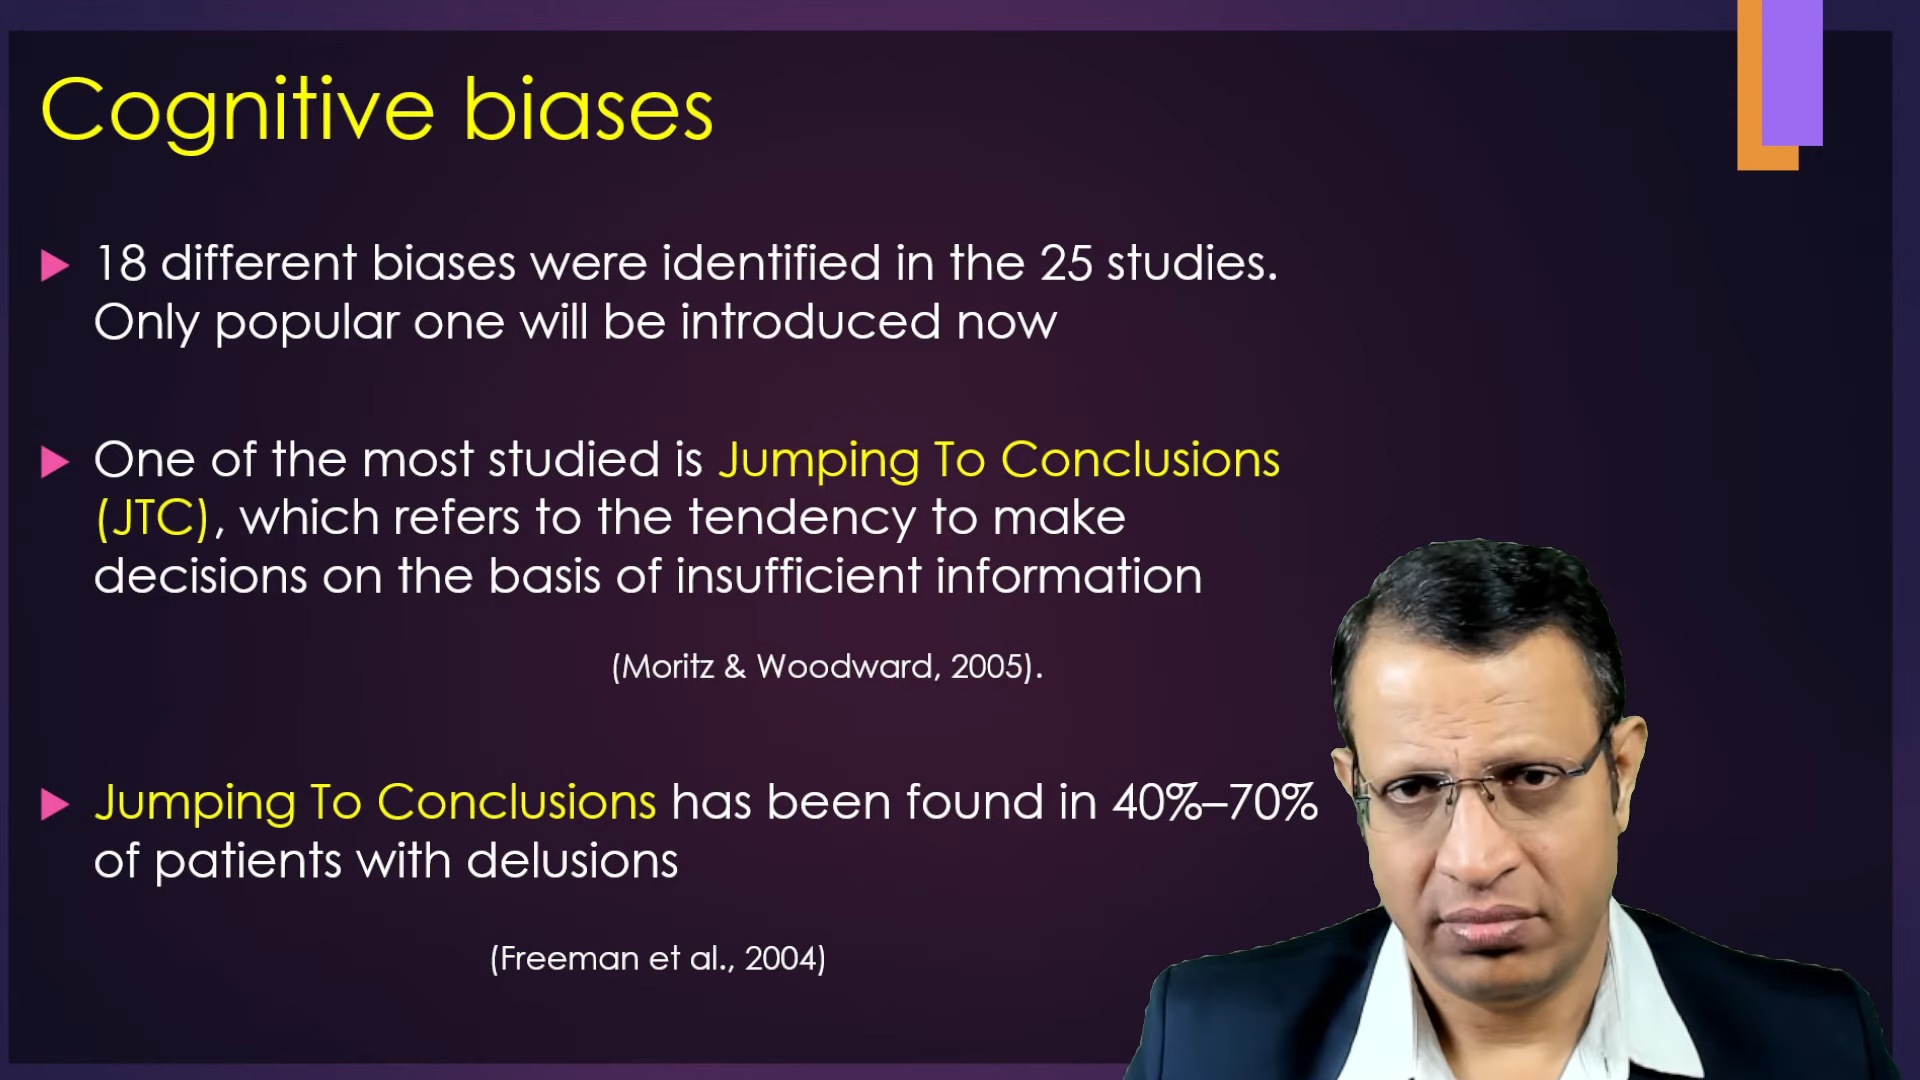 Cognitive biases
18 different biases were identified in the 25 studies.
Only popular one will be introduced now
One of the most studied is Jumping To Conclusions
(JTC), which refers to the tendency to make
decisions on the basis of insufficient information
(Moritz & Woodward, 2005).
Jumping To Conclusions has been found in 40%–70%
of patients with delusions
(Freeman et al., 2004)